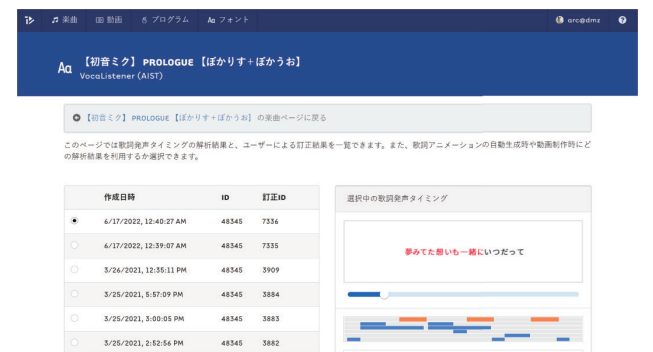 楽曲 動画 プログラム Aa フォント arc@dmz
Aa 【初音ミク】 PROLOGUE 【ぼかりす+ぼかうお】
VocaListener (AIST)
【初音ミク】 PROLOGUE 【ぼかりす+ぼかうお】 の楽曲ページに戻る
このページでは歌詞発声タイミングの解析結果と、ユーザーによる訂正結果を一覧できます。また、歌詞アニメーションの自動生成時や動画制作時にど
の解析結果を利用するか選択できます。
作成日時 ID 訂正ID
6/17/2022, 12:40:27 AM 48345 7336
6/17/2022, 12:39:07 AM 48345 7335
3/26/2021, 12:35:11 PM 48345 3909
3/25/2021, 5:57:09 PM 48345 3884
3/25/2021, 3:00:05 PM 48345 3883
3/25/2021, 2:52:56 PM 48345 3882
選択中の歌詞発声タイミング
夢みてた想いも一緒にいつだって